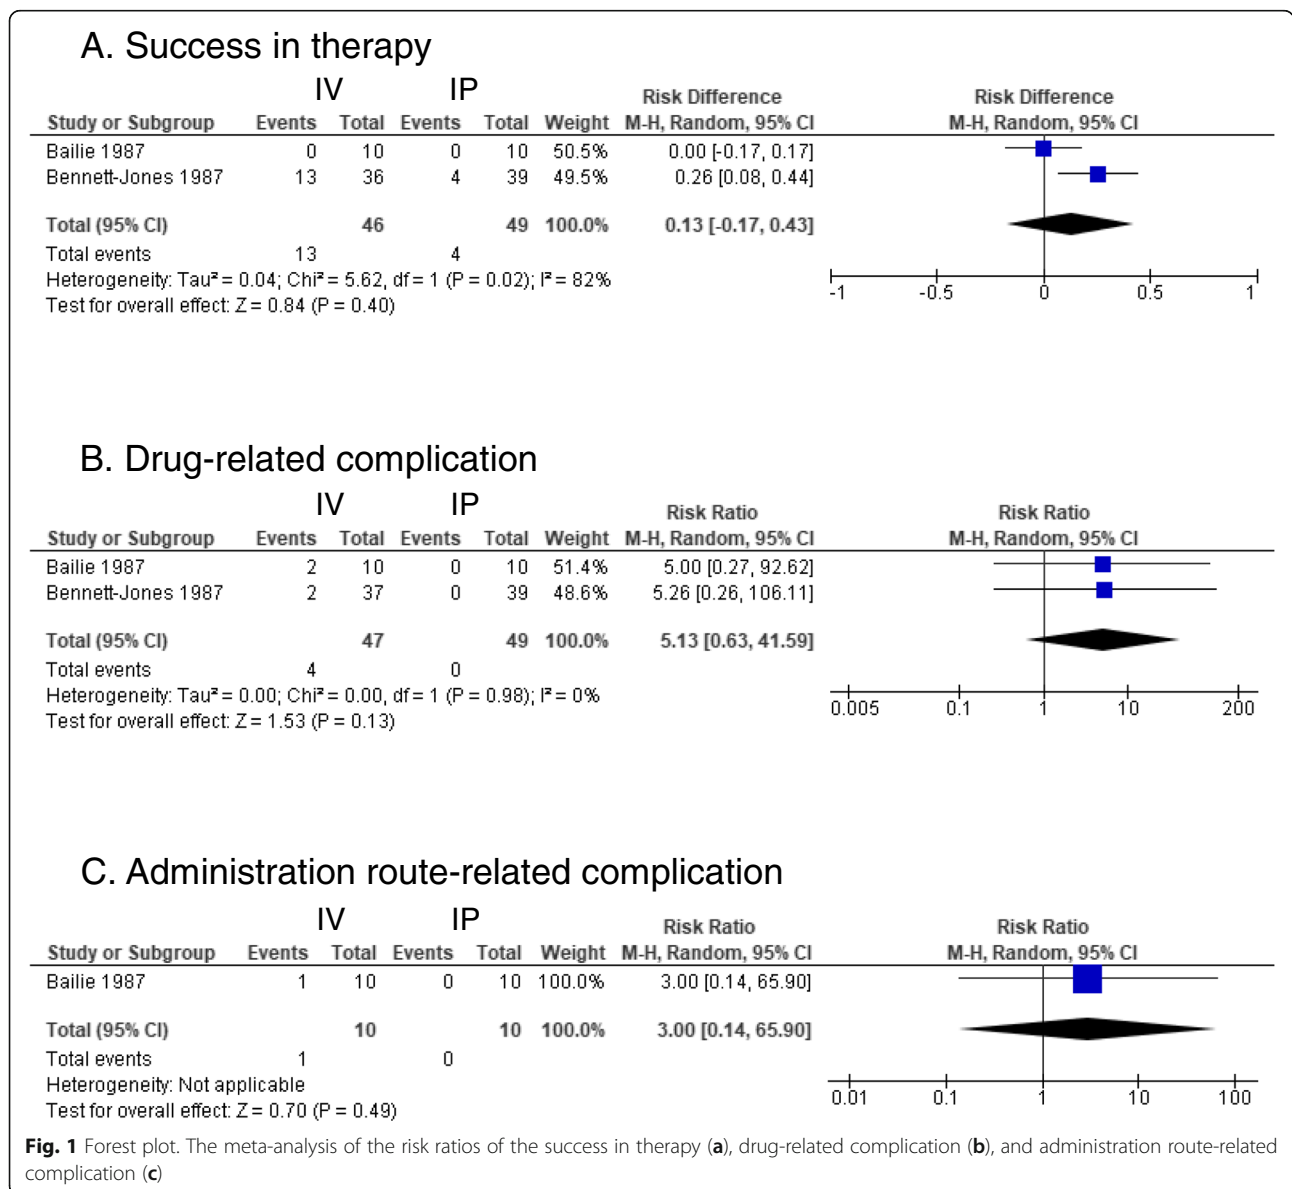 A. Success in therapy
IV IP
Risk Difference Risk Difference
Study or Subgroup Events Total Events Total Weight M-H, Random, 95% CI M-H, Random, 95% CI
Bailie 1987 0 10 0 10 50.5% 0.00 [-0.17, 0.17]
Bennett-Jones 1987 13 36 4 39 49.5% 0.26 [0.08, 0.44]
Total (95% CI) 46 49 100.0% 0.13 [-0.17, 0.43]
Total events 13 4
Heterogeneity: Tau² = 0.04; Chi² = 5.62, df = 1 (P = 0.02); I² = 82%
Test for overall effect: Z = 0.84 (P = 0.40)
-1 -0.5 0 0.5 1
B. Drug-related complication
IV IP
Risk Ratio Risk Ratio
Study or Subgroup Events Total Events Total Weight M-H, Random, 95% CI M-H, Random, 95% CI
Bailie 1987 2 10 0 10 51.4% 5.00 [0.27, 92.62]
Bennett-Jones 1987 2 37 0 39 48.6% 5.26 [0.26, 106.11]
Total (95% CI) 47 49 100.0% 5.13 [0.63, 41.59]
Total events 4 0
Heterogeneity: Tau² = 0.00; Chi² = 0.00, df = 1 (P = 0.98); I² = 0%
Test for overall effect: Z = 1.53 (P = 0.13)
0.005 0.1 1 10 200
C. Administration route-related complication
IV IP
Risk Ratio Risk Ratio
Study or Subgroup Events Total Events Total Weight M-H, Random, 95% CI M-H, Random, 95% CI
Bailie 1987 1 10 0 10 100.0% 3.00 [0.14, 65.90]
Total (95% CI) 10 10 100.0% 3.00 [0.14, 65.90]
Total events 1 0
Heterogeneity: Not applicable
Test for overall effect: Z = 0.70 (P = 0.49)
0.01 0.1 1 10 100
Fig. 1 Forest plot. The meta-analysis of the risk ratios of the success in therapy (a), drug-related complication (b), and administration route-related
complication (c)